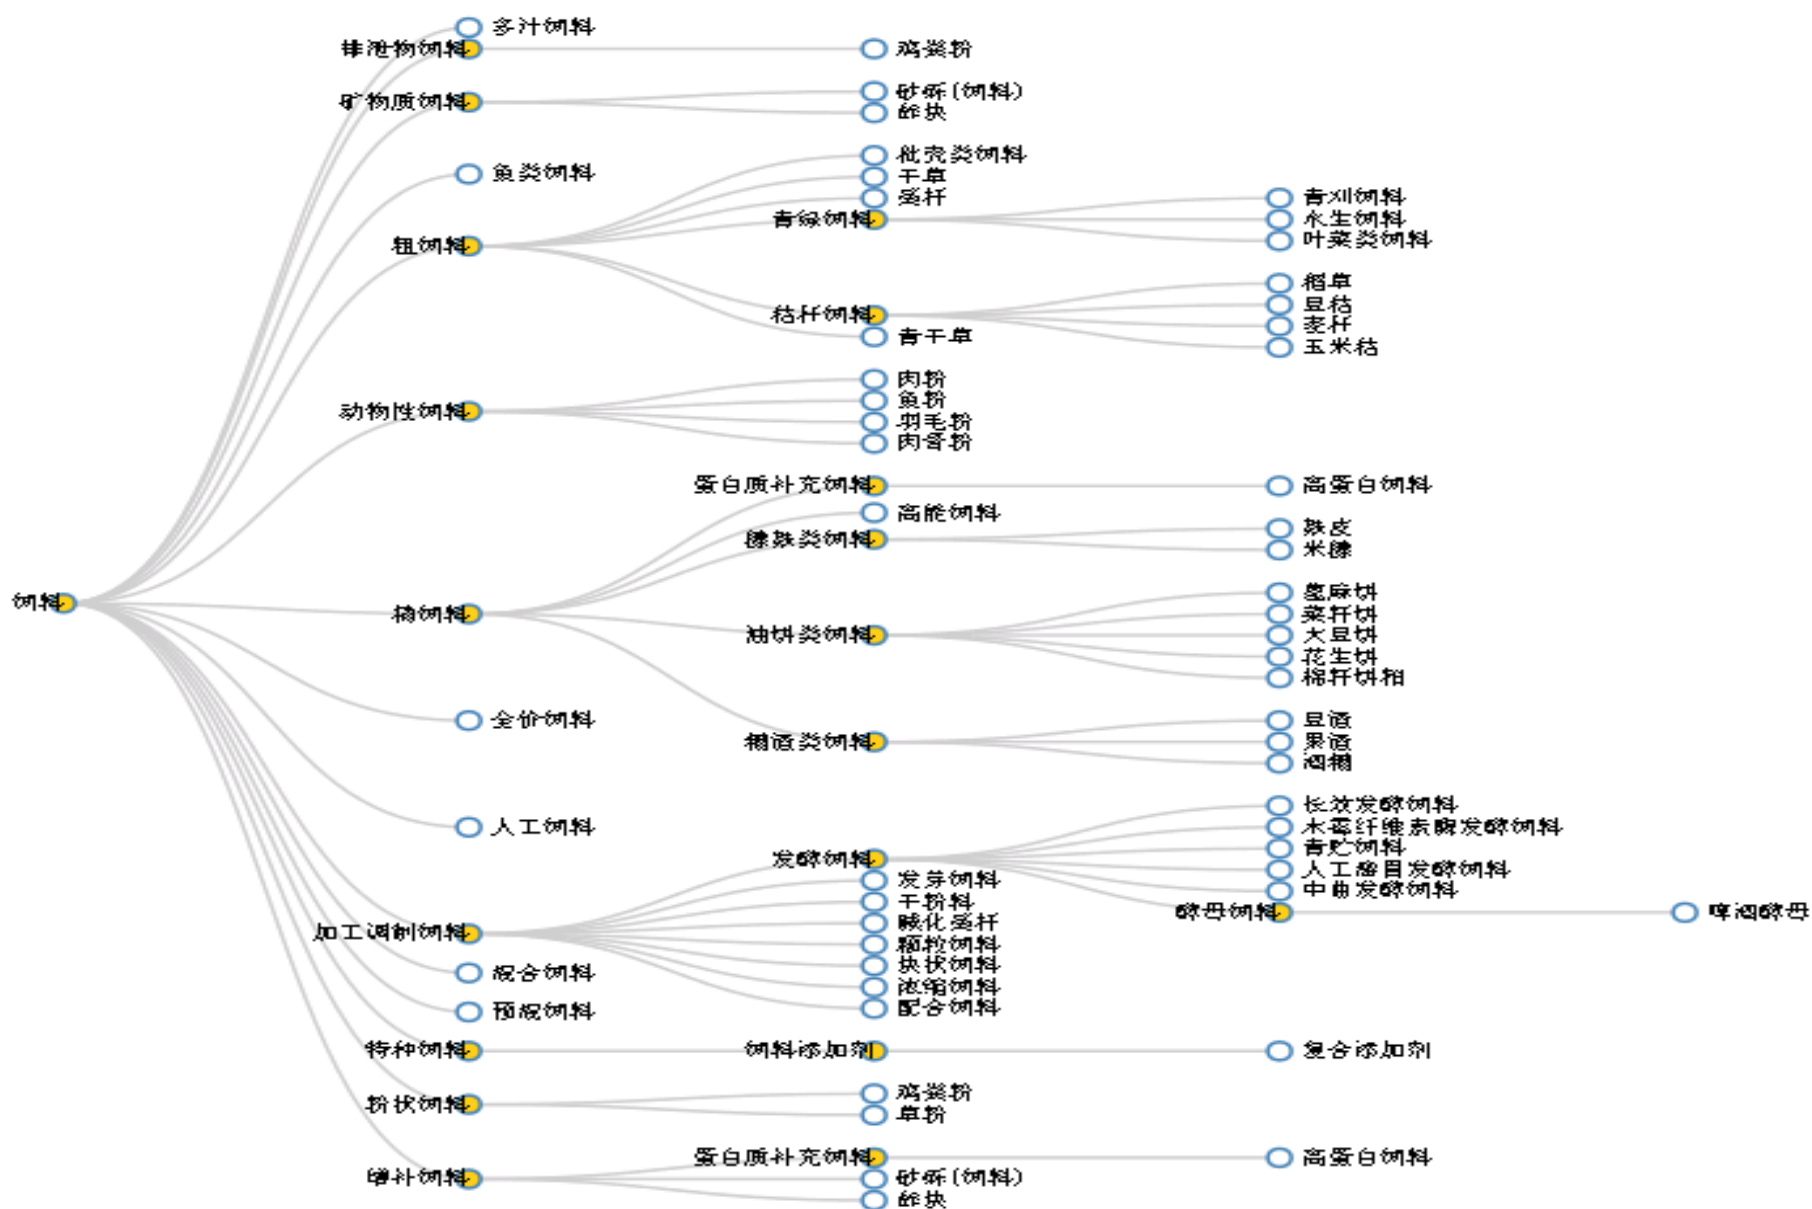 多汁饲料
排泄物饲料
鸡粪粉
矿物质饲料
砂砾(饲料)
舔块
鱼类饲料
粗饲料
秕壳类饲料
干草
蒿秆
青绿饲料
青刈饲料
水生饲料
叶菜类饲料
秸秆饲料
稻草
豆秸
麦秆
玉米秸
青干草
动物性饲料
肉粉
鱼粉
羽毛粉
肉骨粉
饲料
精饲料
蛋白质补充饲料
高蛋白饲料
高能饲料
糠麸类饲料
麸皮
米糠
油饼类饲料
蓖麻饼
菜籽饼
大豆饼
花生饼
棉籽饼粕
糟渣类饲料
豆渣
果渣
酒糟
全价饲料
人工饲料
加工调制饲料
发酵饲料
长效发酵饲料
木霉纤维素酶发酵饲料
青贮饲料
人工瘤胃发酵饲料
中曲发酵饲料
酵母饲料
啤酒酵母
发芽饲料
干粉料
碱化蒿秆
颗粒饲料
块状饲料
浓缩饲料
配合饲料
混合饲料
预混饲料
特种饲料
饲料添加剂
复合添加剂
粉状饲料
鸡粪粉
草粉
增补饲料
蛋白质补充饲料
高蛋白饲料
砂砾(饲料)
舔块